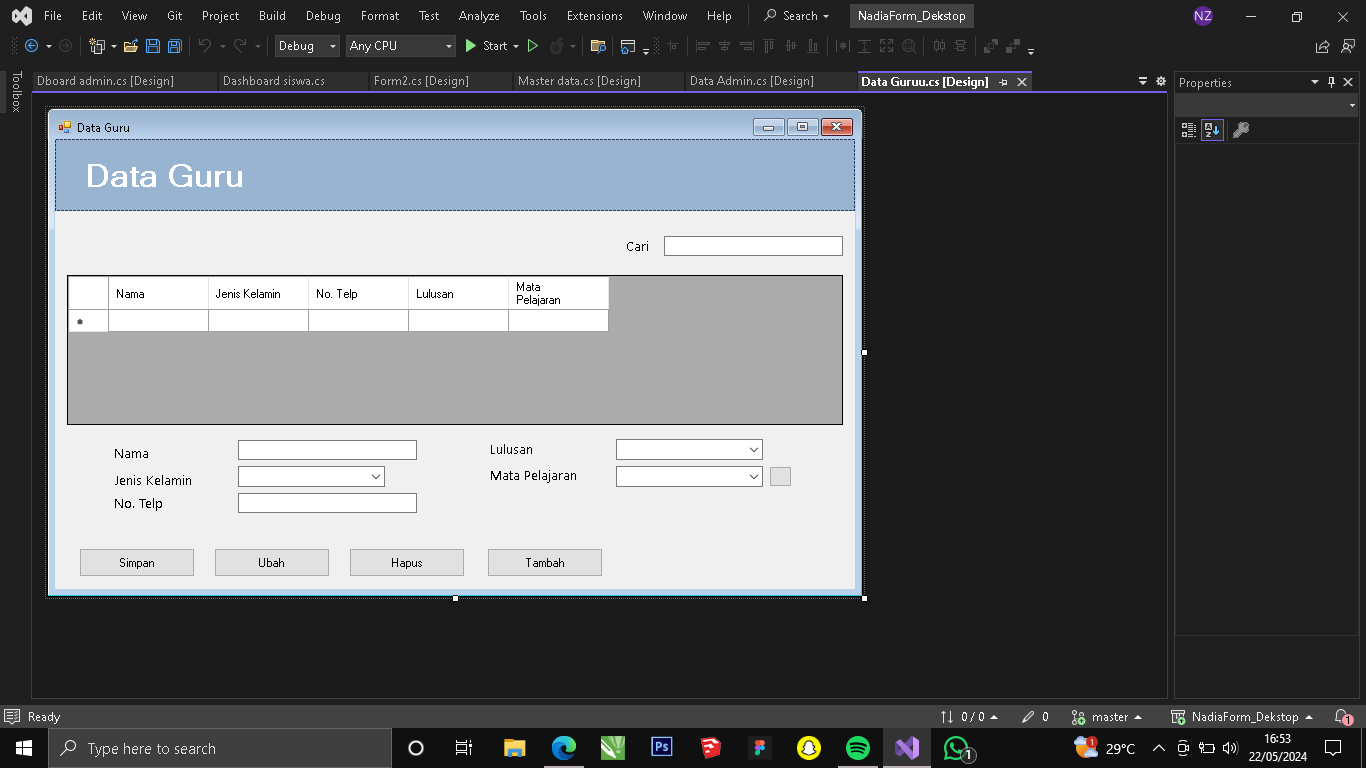 File Edit View Git Project Build Debug Format Test Analyze Tools Extensions Window Help Search NadiaForm_Dekstop NZ
Debug Any CPU Start
Toolbox
Dboard admin.cs [Design] Dashboard siswa.cs Form2.cs [Design] Master data.cs [Design] Data Admin.cs [Design] Data Guruu.cs [Design]
Properties
Data Guru
Data Guru
Cari
Nama Jenis Kelamin No. Telp Lulusan Mata
Pelajaran
Nama Lulusan
Jenis Kelamin Mata Pelajaran
No. Telp
Simpan Ubah Hapus Tambah
Ready 0 / 0 0 master NadiaForm_Dekstop 1
Type here to search Ps 1 1 29°C 16:53
22/05/2024